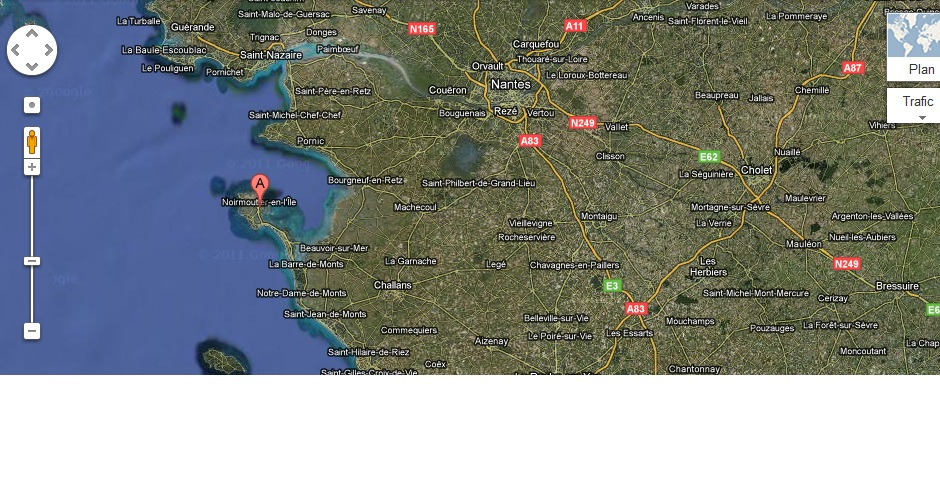 Savenay
Varades
La Turballe
Guérande
Saint-Malo-de-Guersac
N165
A11
Ancenis
Saint-Florent-le-Vieil
La Pommeraye
Donges
Trignac
Carquefou
La Baule-Escoublac
Saint-Nazaire
Paimbœuf
Thouaré-sur-Loire
Le Pouliguen
Pornichet
Orvault
Le Loroux-Bottereau
A87
Plan
Couëron
Nantes
Saint-Père-en-Retz
Chemillé
Beaupreau
Jallais
Trafic
Saint-Michel-Chef-Chef
Bouguenais
Rezé
Vertou
N249
Vallet
Vihiers
Pornic
A83
Clisson
E62
Nuaillé
Cholet
La Séguinière
Bourgneuf-en-Retz
Saint-Philbert-de-Grand-Lieu
A
Noirmoutier-en-l'Île
Machecoul
Mortagne-sur-Sèvre
Maulevrier
Argenton-les-Vallées
Vieillevigne
Montaigu
La Verne
Rocheservière
Nueil-les-Aubiers
Mauléon
Beauvoir-sur-Mer
© 2011 Google
La Barre-de-Monts
La Garnache
Legé
Chavagnes-en-Paillers
Les Herbiers
N249
Challans
E3
Bressuire
Notre-Dame-de-Monts
Saint-Michel-Mont-Mercure
Cerizay
Saint-Jean-de-Monts
A83
E6
Belleville-sur-Vie
Mouchamps
Commequiers
Le Poiré-sur-Vie
Les Essarts
Pouzauges
La Forêt-sur-Sèvre
Aizenay
La Chap
Saint-Hilaire-de-Riez
Moncoutant
Coëx
Chantonnay
Saint-Gilles-Croix-de-Vie